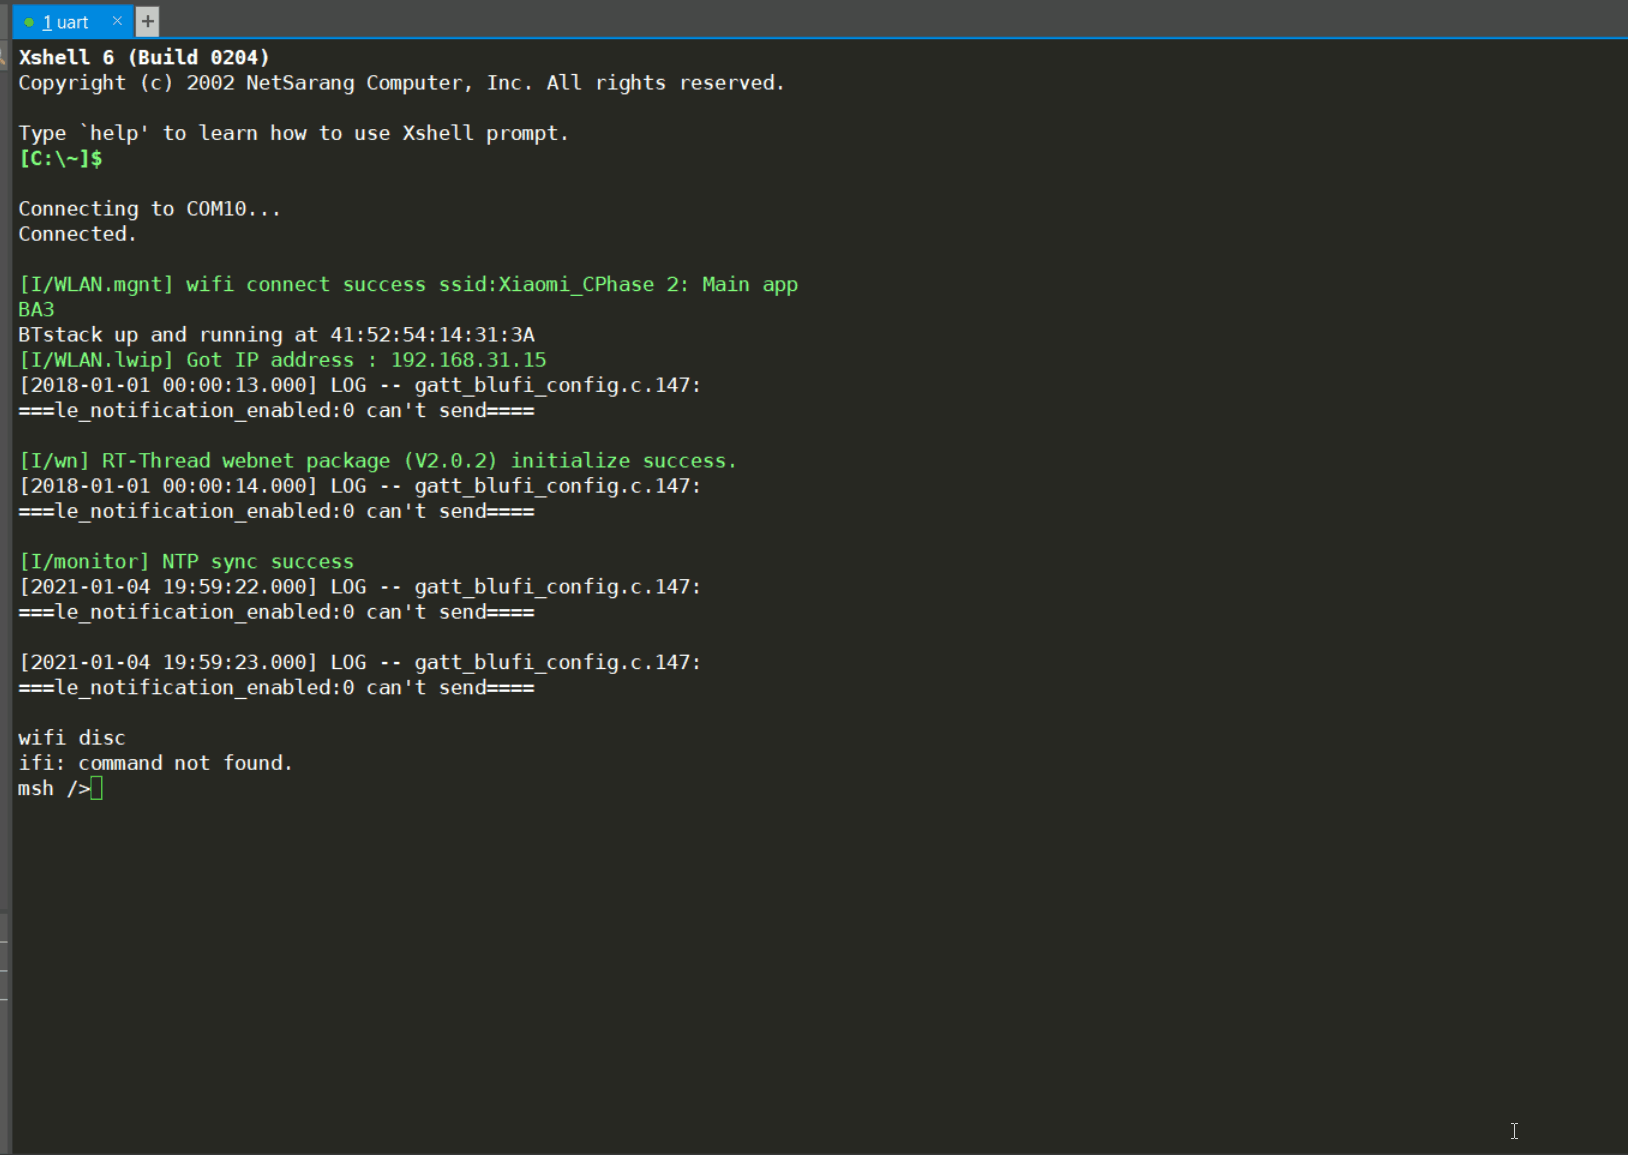 1 uart
Xshell 6 (Build 0204)
Copyright (c) 2002 NetSarang Computer, Inc. All rights reserved.
Type `help' to learn how to use Xshell prompt.
[C:\~]$
Connecting to COM10...
Connected.
[I/WLAN.mgnt] wifi connect success ssid:Xiaomi_CPhase 2: Main app
BA3
BTstack up and running at 41:52:54:14:31:3A
[I/WLAN.lwip] Got IP address : 192.168.31.15
[2018-01-01 00:00:13.000] LOG -- gatt_blufi_config.c.147:
===le_notification_enabled:0 can't send====
[I/wn] RT-Thread webnet package (V2.0.2) initialize success.
[2018-01-01 00:00:14.000] LOG -- gatt_blufi_config.c.147:
===le_notification_enabled:0 can't send====
[I/monitor] NTP sync success
[2021-01-04 19:59:22.000] LOG -- gatt_blufi_config.c.147:
===le_notification_enabled:0 can't send====
[2021-01-04 19:59:23.000] LOG -- gatt_blufi_config.c.147:
===le_notification_enabled:0 can't send====
wifi disc
ifi: command not found.
msh />